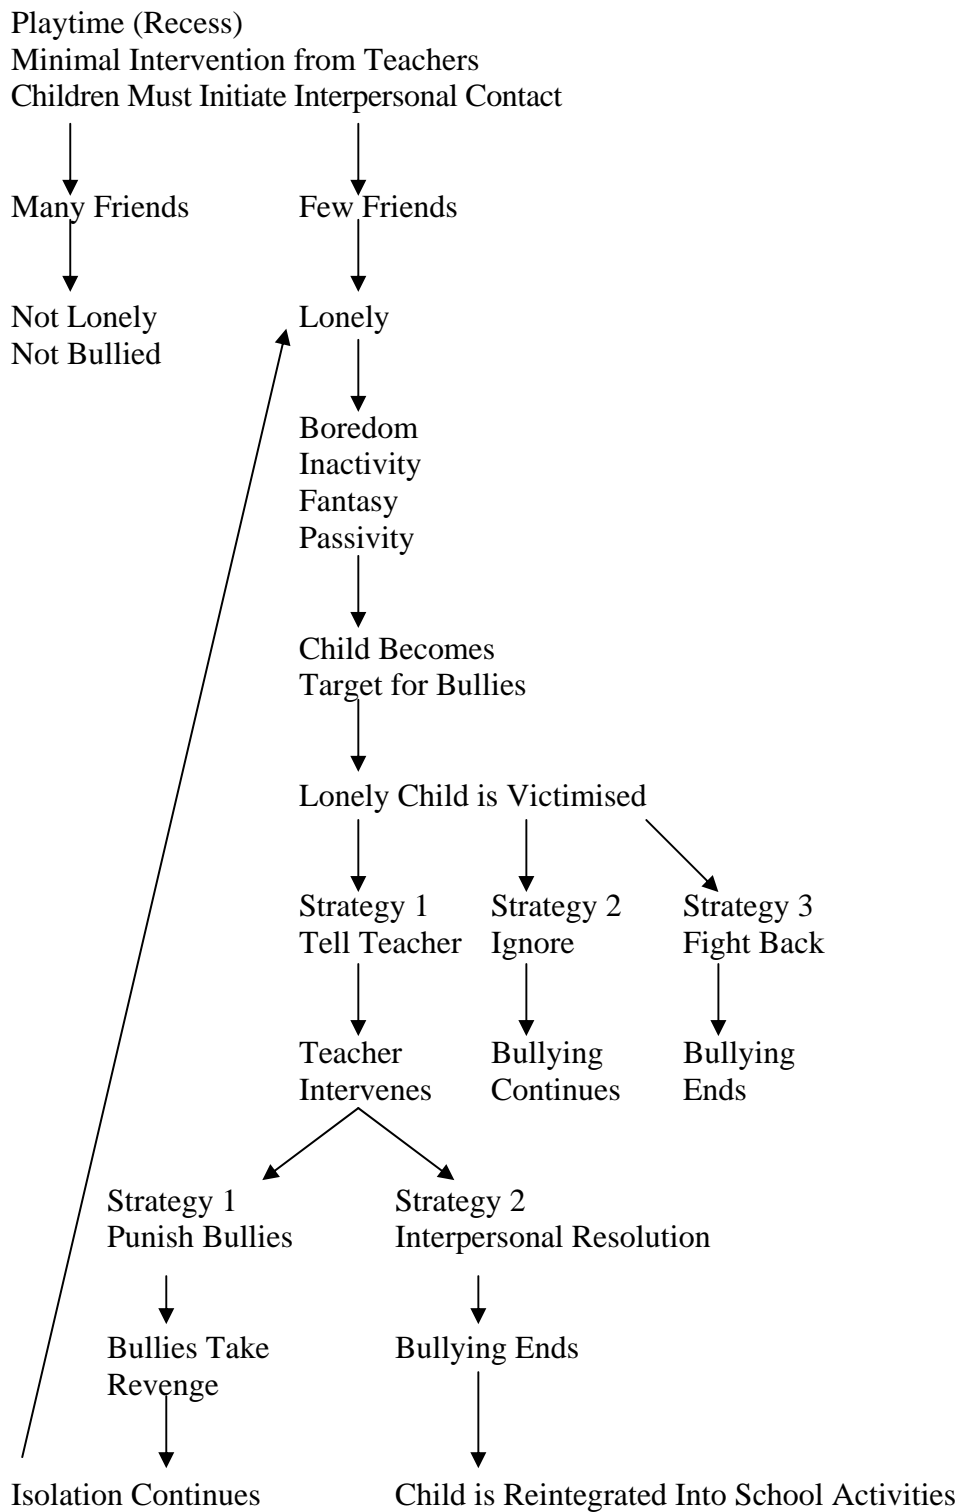 Playtime (Recess)
Minimal Intervention from Teachers
Children Must Initiate Interpersonal Contact
Many Friends
Few Friends
Not Lonely
Not Bullied
Lonely
Boredom
Inactivity
Fantasy
Passivity
Child Becomes
Target for Bullies
Lonely Child is Victimised
Strategy 1
Tell Teacher
Strategy 2
Ignore
Strategy 3
Fight Back
Teacher
Intervenes
Bullying
Continues
Bullying
Ends
Strategy 1
Punish Bullies
Strategy 2
Interpersonal Resolution
Bullies Take
Revenge
Bullying Ends
Isolation Continues
Child is Reintegrated Into School Activities